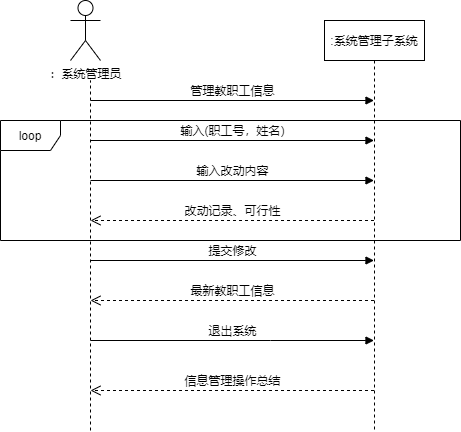 :系统管理子系统
：系统管理员
管理教职工信息
loop
输入(职工号，姓名)
输入改动内容
改动记录、可行性
提交修改
最新教职工信息
退出系统
信息管理操作总结